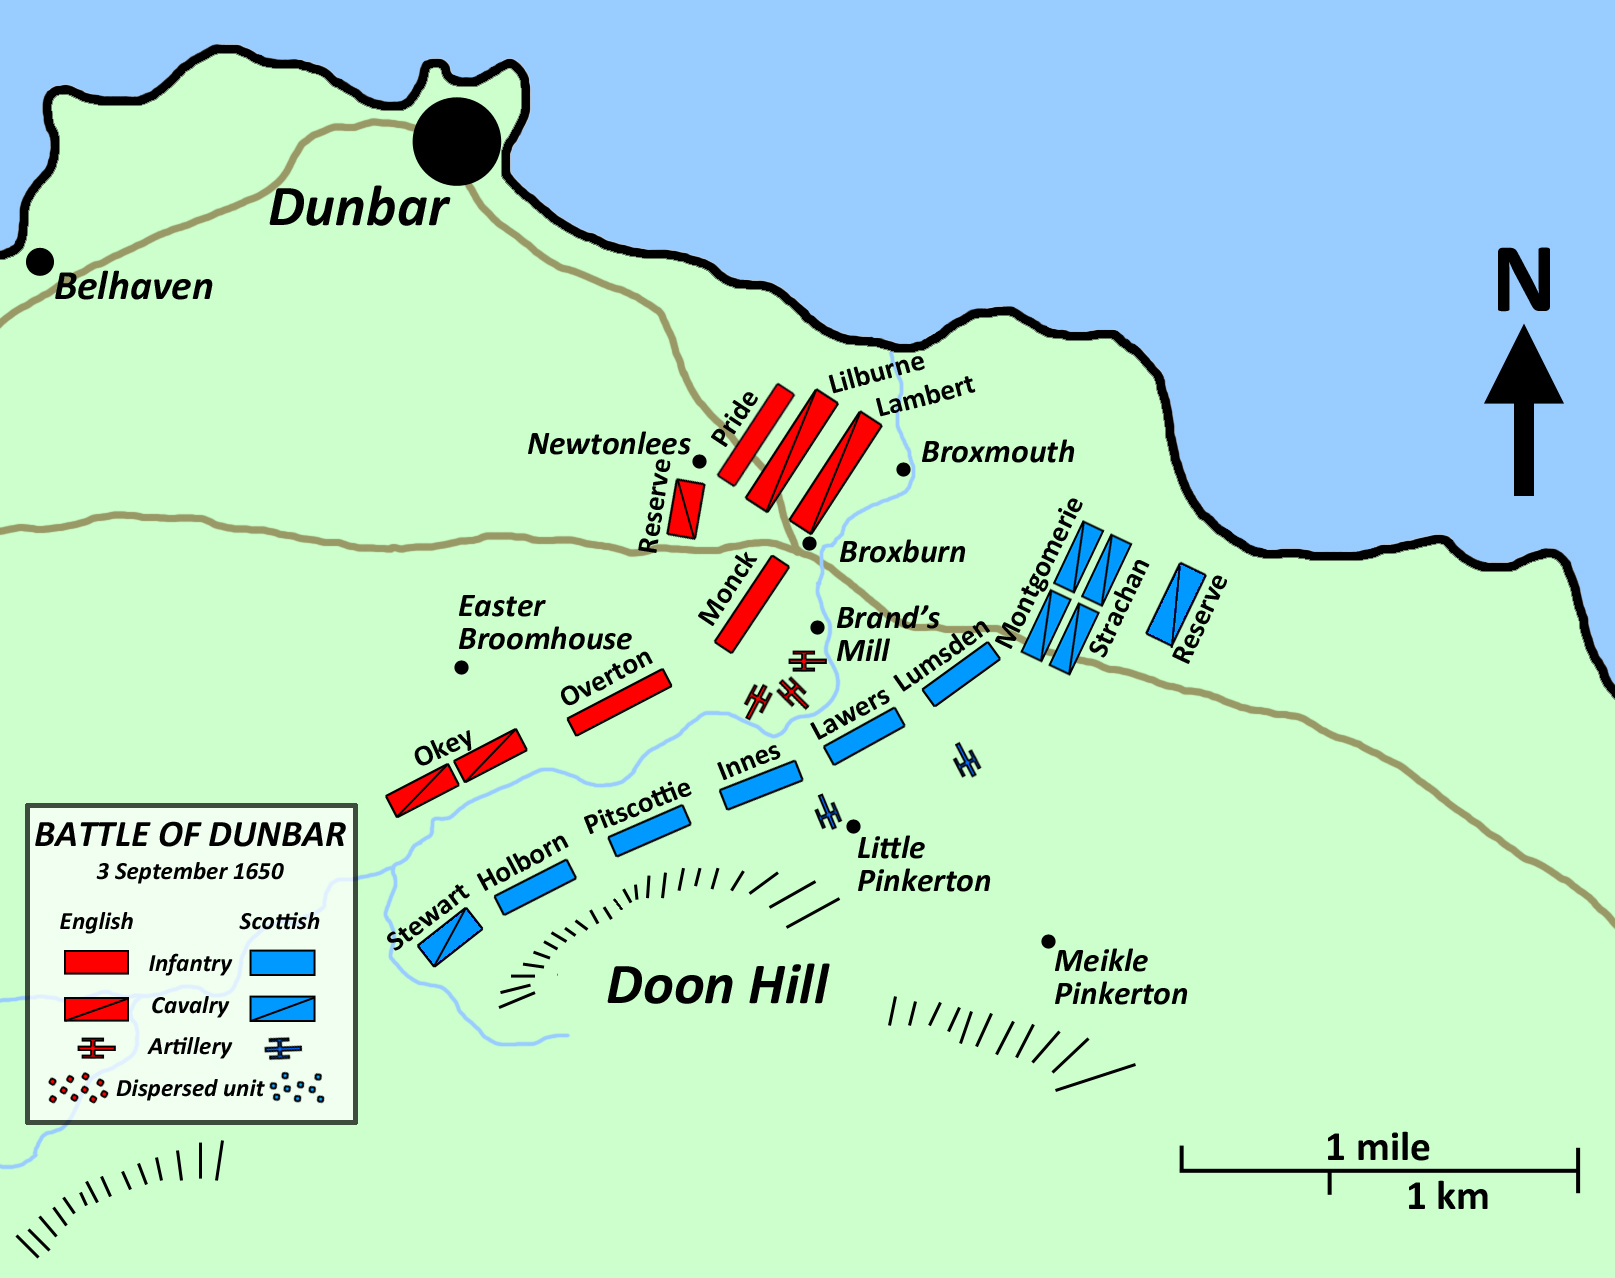 Dunbar
Belhaven
N
Lilburne
Lambert
Pride
Newtonlees
Broxmouth
Reserve
Broxburn
Monck
Montgomerie
Strachan
Reserve
Easter
Broomhouse
Brand's
Mill
Overton
Lumsden
Lawers
Okey
Innes
Pitscottie
Holborn
Stewart
Little
Pinkerton
Doon Hill
Meikle
Pinkerton
BATTLE OF DUNBAR
3 September 1650
English Scottish
Infantry
Cavalry
Artillery
Dispersed unit
1 mile
1 km